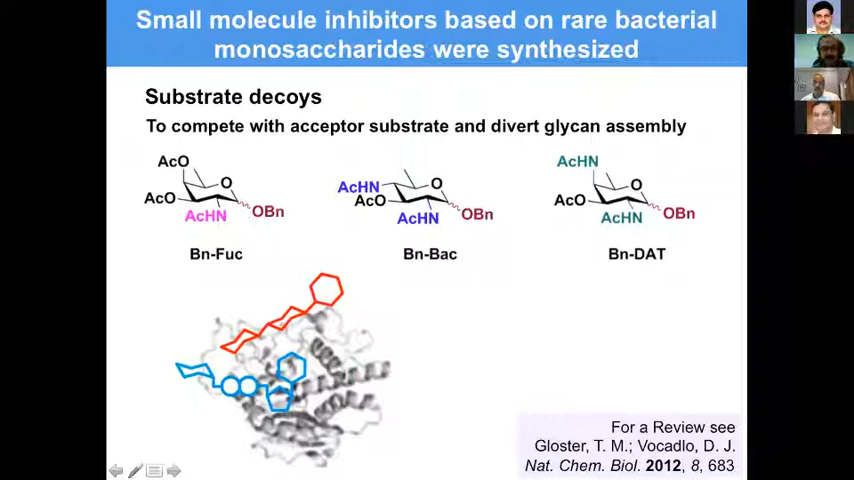 Small molecule inhibitors based on rare bacterial
monosaccharides were synthesized
Substrate decoys
To compete with acceptor substrate and divert glycan assembly
AcO
AcO
O
AcHN
OBn
Bn-Fuc
AcHN
AcO
O
AcHN
OBn
Bn-Bac
AcHN
AcO
O
AcHN
OBn
Bn-DAT
For a Review see
Gloster, T. M.; Vocadlo, D. J.
Nat. Chem. Biol. 2012, 8, 683